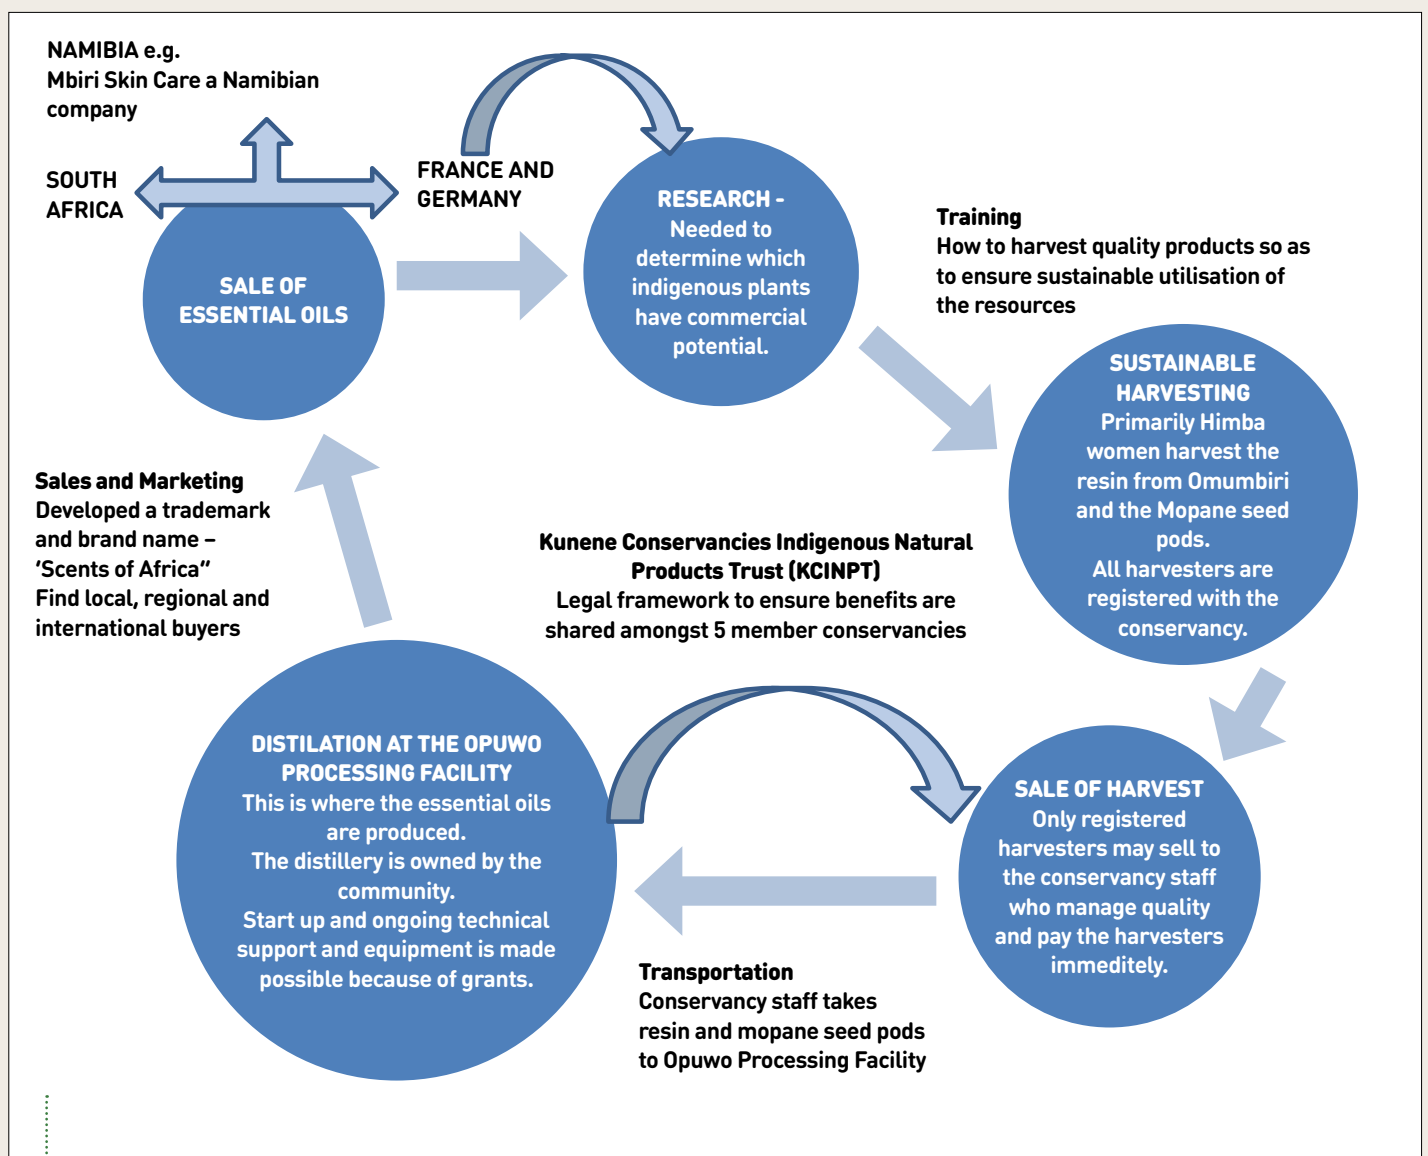 NAMIBIA e.g.
Mbiri Skin Care a Namibian
company
SOUTH
AFRICA
FRANCE AND
GERMANY
SALE OF
ESSENTIAL OILS
RESEARCH -
Needed to
determine which
indigenous plants
have commercial
potential.
Training
How to harvest quality products so as
to ensure sustainable utilisation of
the resources
SUSTAINABLE
HARVESTING
Primarily Himba
women harvest the
resin from Omumbiri
and the Mopane seed
pods.
All harvesters are
registered with the
conservancy.
Sales and Marketing
Developed a trademark
and brand name –
‘Scents of Africa”
Find local, regional and
international buyers
Kunene Conservancies Indigenous Natural
Products Trust (KCINPT)
Legal framework to ensure benefits are
shared amongst 5 member conservancies
DISTILATION AT THE OPUWO
PROCESSING FACILITY
This is where the essential oils
are produced.
The distillery is owned by the
community.
Start up and ongoing technical
support and equipment is made
possible because of grants.
SALE OF HARVEST
Only registered
harvesters may sell to
the conservancy staff
who manage quality
and pay the harvesters
immeditely.
Transportation
Conservancy staff takes
resin and mopane seed pods
to Opuwo Processing Facility